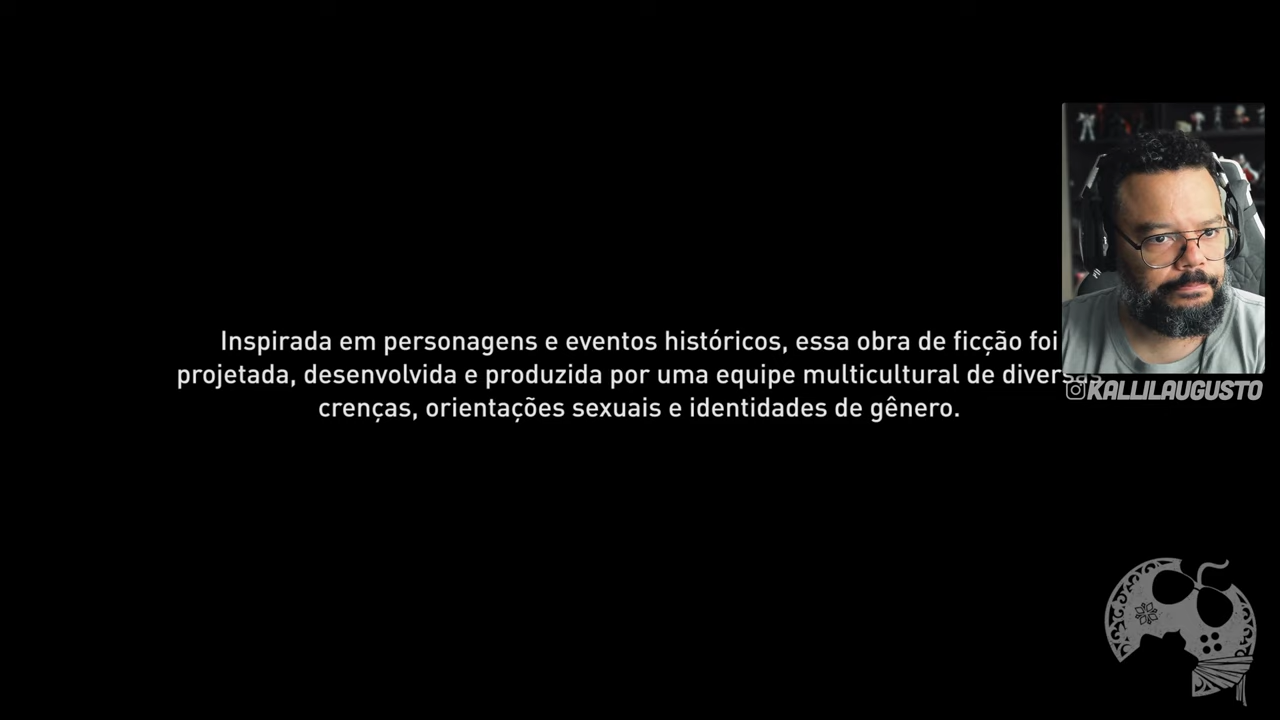 Inspirada em personagens e eventos históricos, essa obra de ficção foi
projetada, desenvolvida e produzida por uma equipe multicultural de diversas
crenças, orientações sexuais e identidades de gênero.
KALLILAUGUSTO